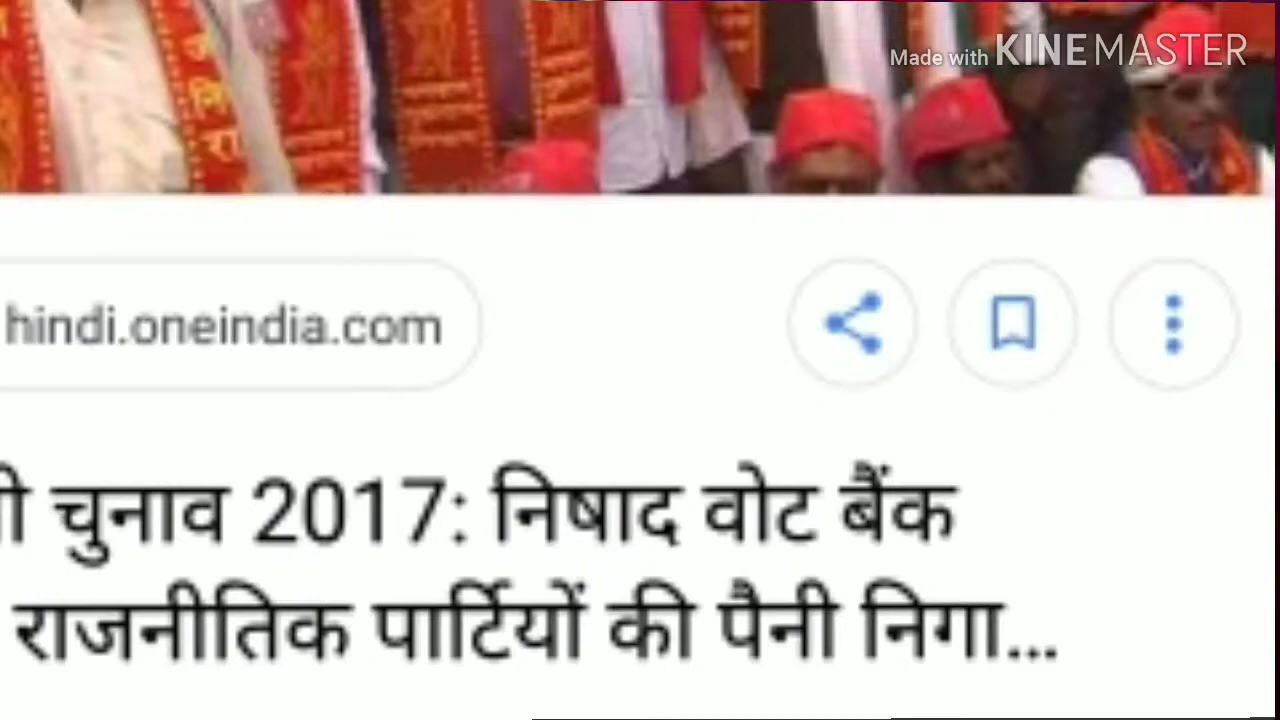 Made with KINEMASTER
hindi.oneindia.com
चुनाव 2017: निषाद वोट बैंक
राजनीतिक पार्टियों की पैनी निगा...